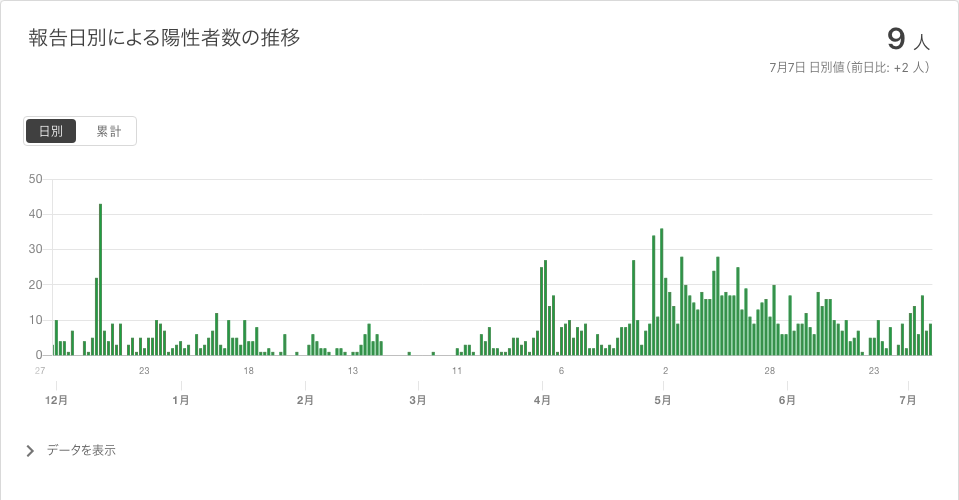 報告日別による陽性者数の推移
9 人
7月7日 日別値（前日比: +2 人）
日別 累計
50
40
30
20
10
0
27 23 18 13 11 6 2 28 23
12月 1月 2月 3月 4月 5月 6月 7月
データを表示